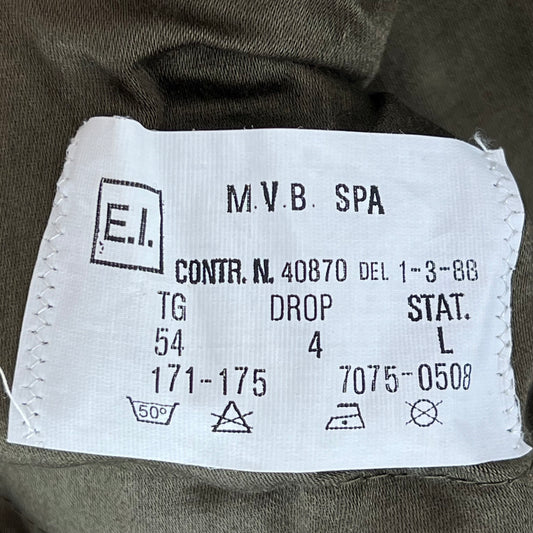 M.V.B. SPA
E.I.
CONTR. N. 40870 DEL 1-3-88
TG DROP STAT.
54 4 L
171-175 7075-0508
50°